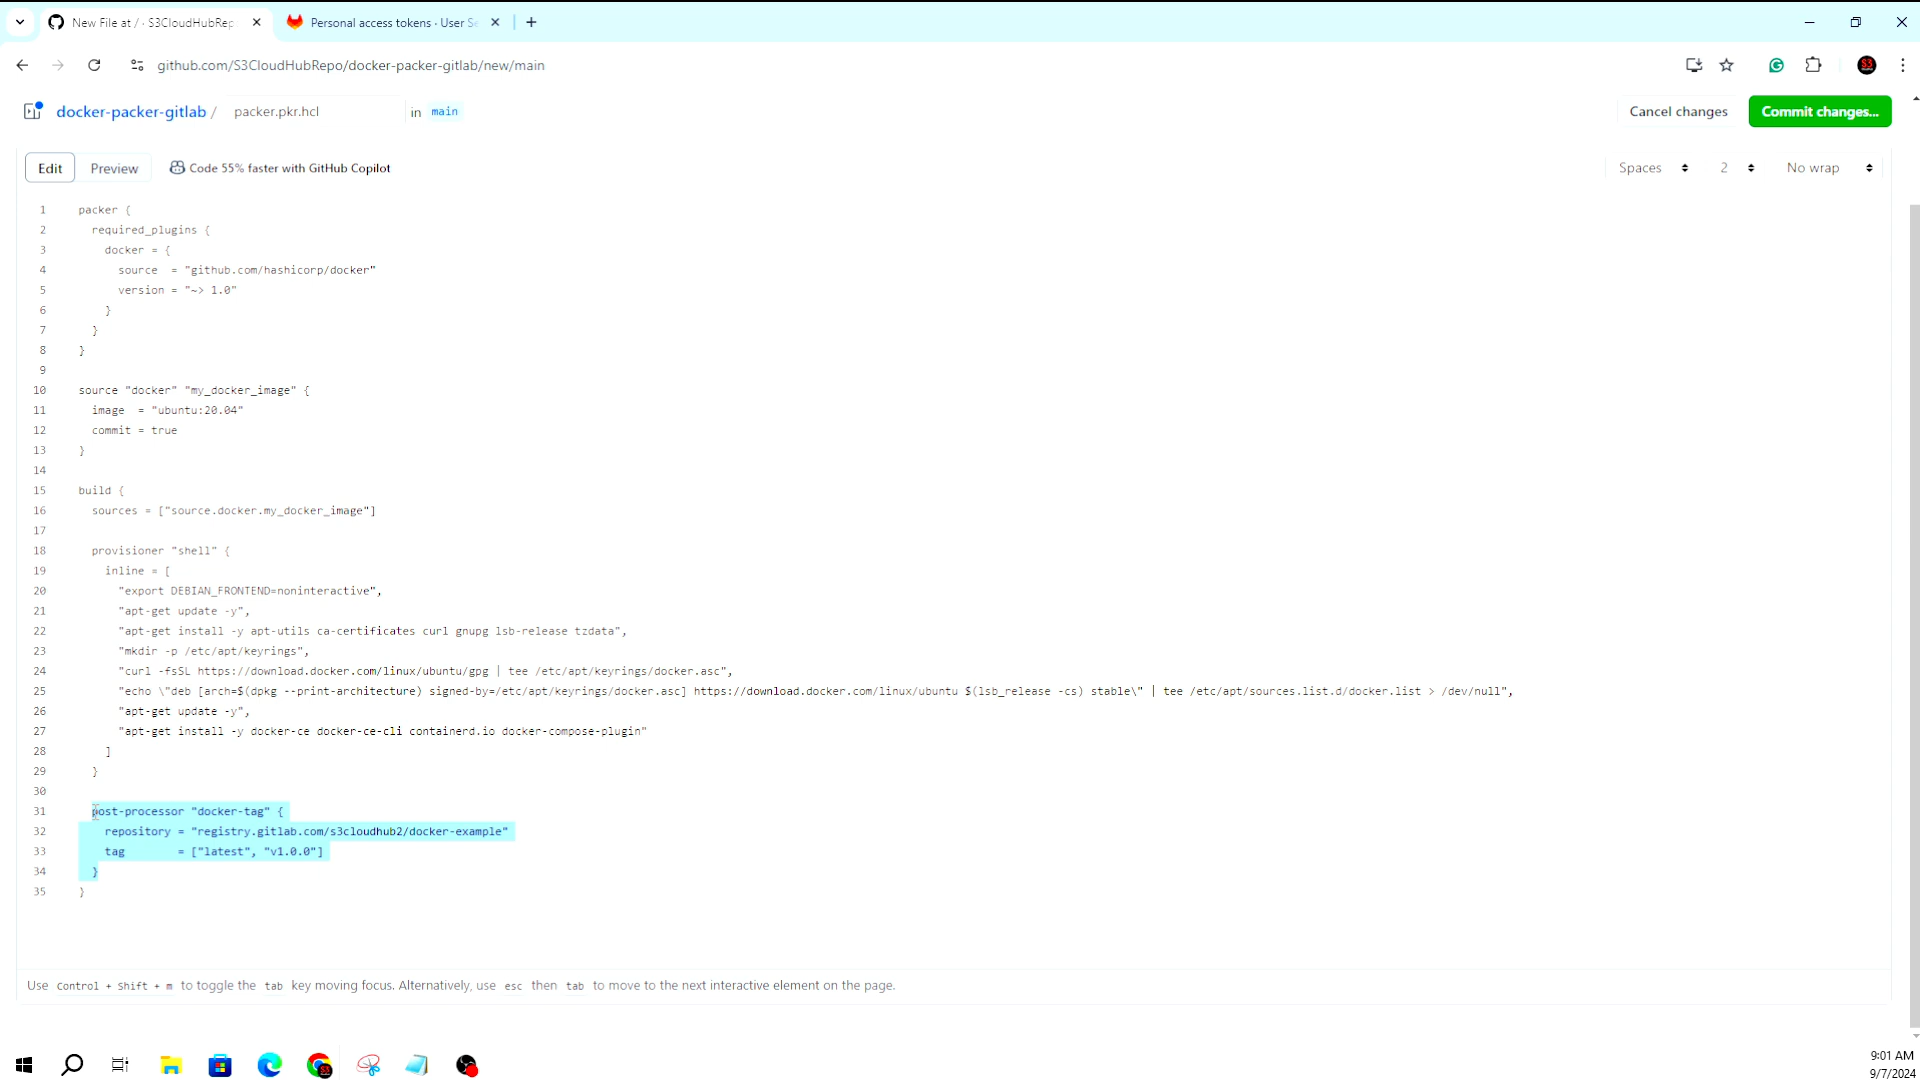 New File at / · S3CloudHubRep
Personal access tokens · User Se
github.com/S3CloudHubRepo/docker-packer-gitlab/new/main
docker-packer-gitlab / packer.pkr.hcl in main
Cancel changes
Commit changes...
Edit
Preview
Code 55% faster with GitHub Copilot
Spaces
2
No wrap
1 packer {
2 required_plugins {
3 docker = {
4 source = "github.com/hashicorp/docker"
5 version = "~> 1.0"
6 }
7 }
8 }
9
10 source "docker" "my_docker_image" {
11 image = "ubuntu:20.04"
12 commit = true
13 }
14
15 build {
16 sources = ["source.docker.my_docker_image"]
17
18 provisioner "shell" {
19 inline = [
20 "export DEBIAN_FRONTEND=noninteractive",
21 "apt-get update -y",
22 "apt-get install -y apt-utils ca-certificates curl gnupg lsb-release tzdata",
23 "mkdir -p /etc/apt/keyrings",
24 "curl -fsSL https://download.docker.com/linux/ubuntu/gpg | tee /etc/apt/keyrings/docker.asc",
25 "echo \"deb [arch=$(dpkg --print-architecture) signed-by=/etc/apt/keyrings/docker.asc] https://download.docker.com/linux/ubuntu $(lsb_release -cs) stable\" | tee /etc/apt/sources.list.d/docker.list > /dev/null",
26 "apt-get update -y",
27 "apt-get install -y docker-ce docker-ce-cli containerd.io docker-compose-plugin"
28 ]
29 }
30
31 post-processor "docker-tag" {
32 repository = "registry.gitlab.com/s3cloudhub2/docker-example"
33 tag = ["latest", "v1.0.0"]
34 }
35 }
Use Control + Shift + m to toggle the tab key moving focus. Alternatively, use esc then tab to move to the next interactive element on the page.
9:01 AM
9/7/2024